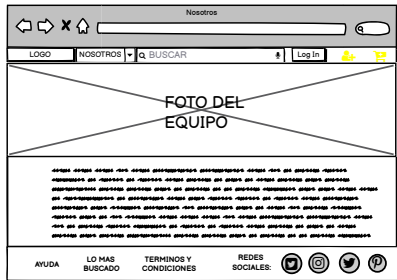 Nosotros
LOGO NOSOTROS BUSCAR Log In
FOTO DEL
EQUIPO
AYUDA LO MAS BUSCADO TERMINOS Y CONDICIONES REDES SOCIALES: